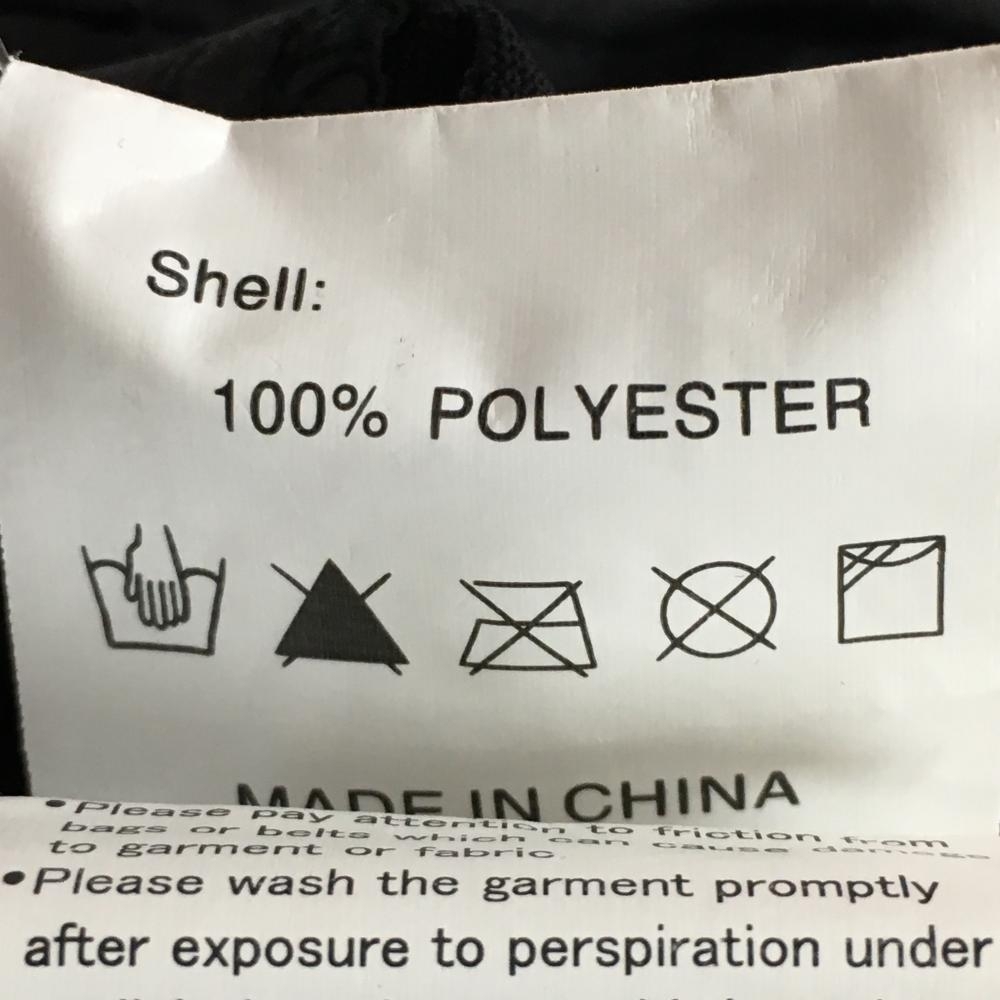 Shell:
100% POLYESTER
MADE IN CHINA
•Please pay attention to friction from
bags or belts which can cause damage
to garment or fabric.
•Please wash the garment promptly
after exposure to perspiration under